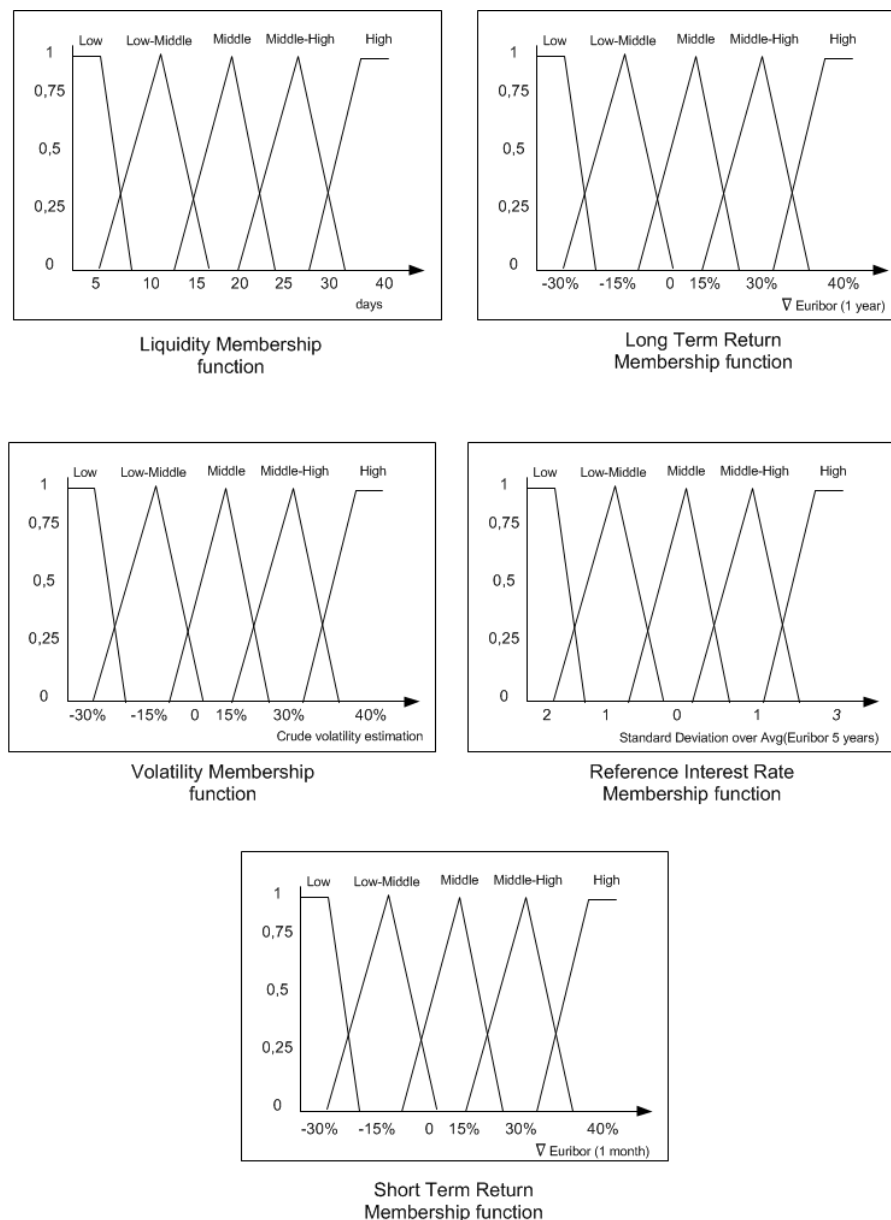 Low Low-Middle Middle Middle-High High
1
0,75
0,5
0,25
0
5 10 15 20 25 30 40
days
Liquidity Membership
function
Low Low-Middle Middle Middle-High High
1
0,75
0,5
0,25
0
-30% -15% 0 15% 30% 40%
∇ Euribor (1 year)
Long Term Return
Membership function
Low Low-Middle Middle Middle-High High
1
0,75
0,5
0,25
0
-30% -15% 0 15% 30% 40%
Crude volatility estimation
Volatility Membership
function
Low Low-Middle Middle Middle-High High
1
0,75
0,5
0,25
0
2 1 0 1 3
Standard Deviation over Avg(Euribor 5 years)
Reference Interest Rate
Membership function
Low Low-Middle Middle Middle-High High
1
0,75
0,5
0,25
0
-30% -15% 0 15% 30% 40%
∇ Euribor (1 month)
Short Term Return
Membership function